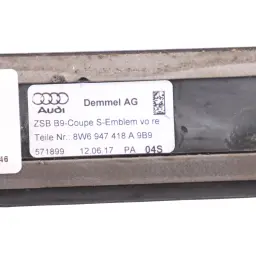 Audi
Demmel AG
ZSB B9-Coupe S-Emblem vo re
Teile Nr.: 8W6 947 418 A 9B9
571899 12.06.17 PA 04S
46